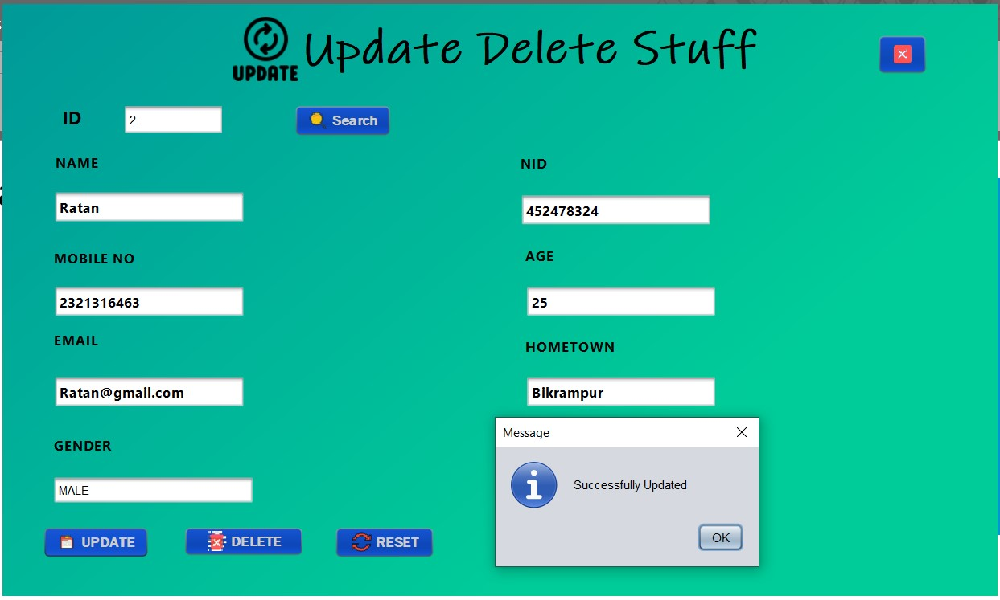 UPDATE
Update Delete Stuff
ID
2
Search
NAME
NID
Ratan
452478324
MOBILE NO
AGE
2321316463
25
EMAIL
HOMETOWN
Ratan@gmail.com
Bikrampur
Message
GENDER
Successfully Updated
MALE
OK
UPDATE
DELETE
RESET